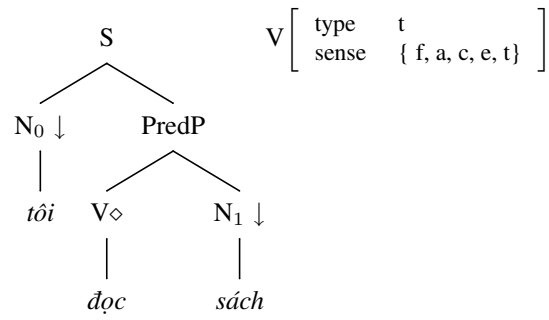 S
V [ type t
sense { f, a, c, e, t} ]
N₀ ↓ PredP
tôi V⋄ N₁ ↓
đọc sách